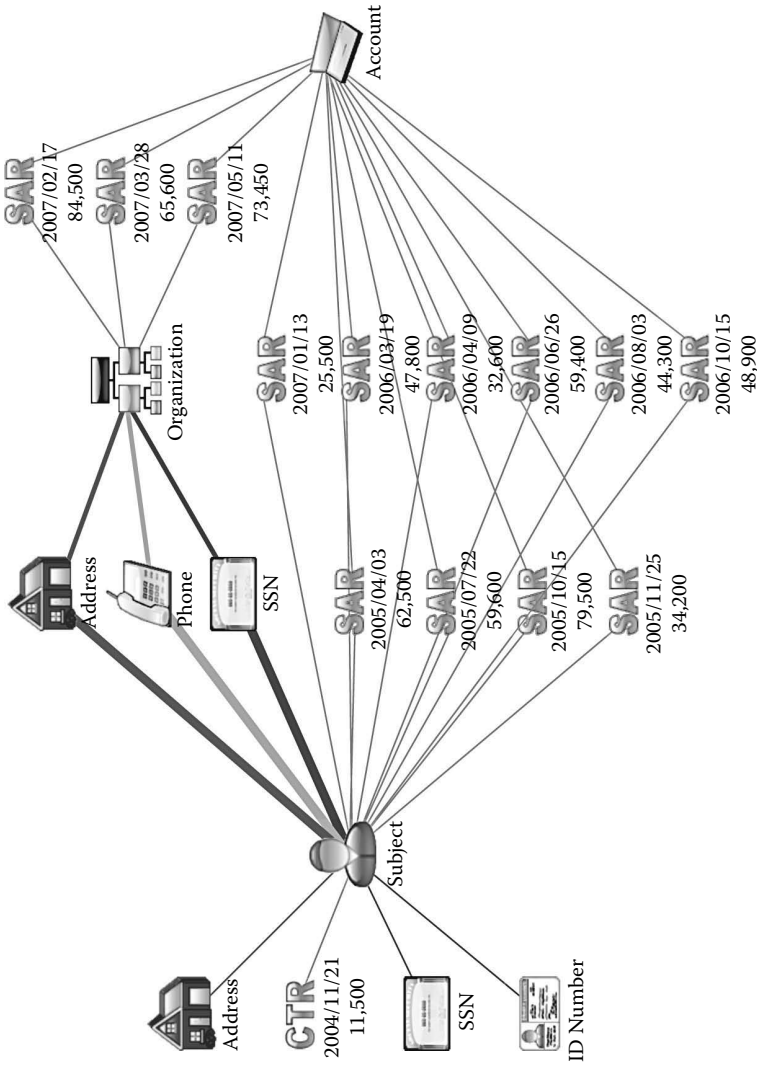 Address
CTR
2004/11/21
11,500
SSN
ID Number
Subject
Address
Phone
SSN
SAR
2005/04/03
62,500
SAR
2005/07/22
59,600
SAR
2005/10/15
79,500
SAR
2005/11/25
34,200
Organization
SAR
2007/01/13
25,500
SAR
2006/03/19
47,800
SAR
2006/04/09
32,600
SAR
2006/06/26
59,400
SAR
2006/08/03
44,300
SAR
2006/10/15
48,900
SAR
2007/02/17
84,500
SAR
2007/03/28
65,600
SAR
2007/05/11
73,450
Account